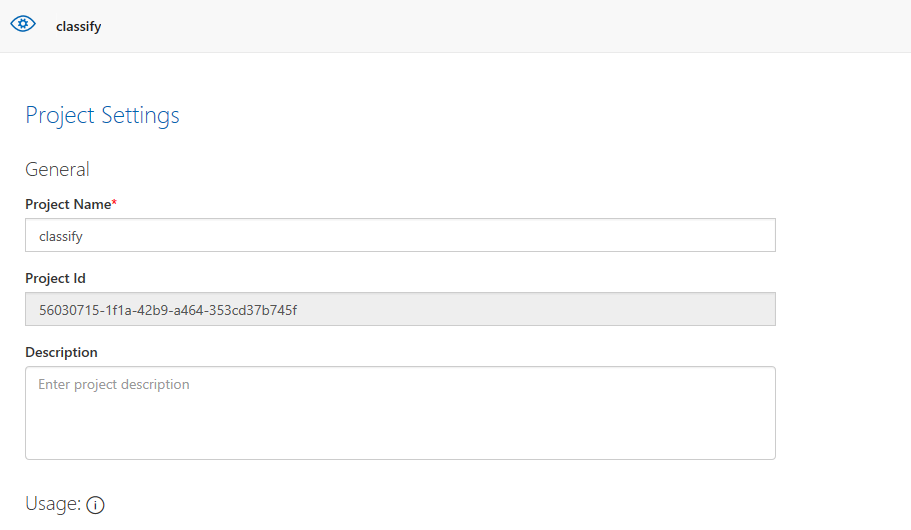 classify
Project Settings
General
Project Name*
classify
Project Id
56030715-1f1a-42b9-a464-353cd37b745f
Description
Enter project description
Usage: i